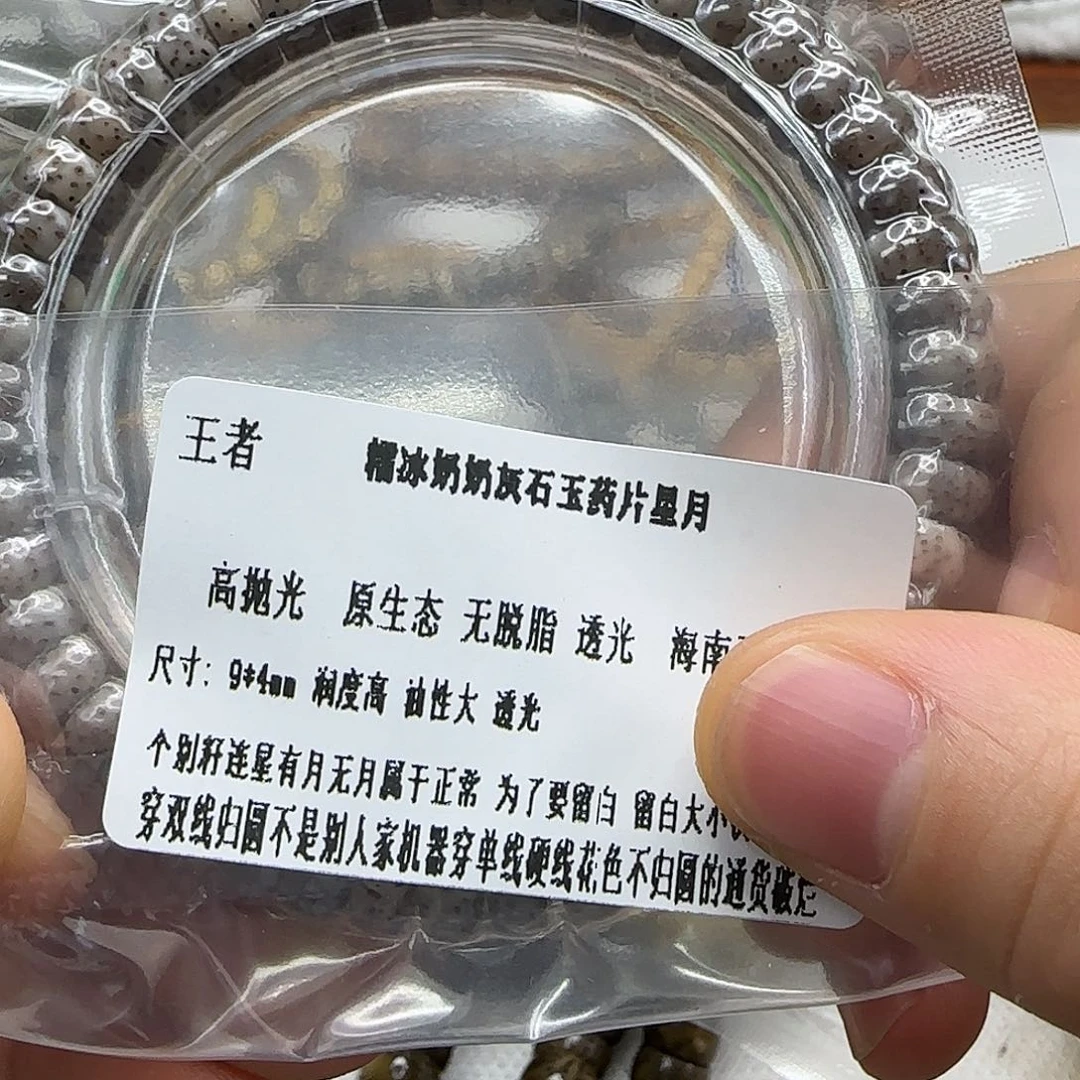 王者
糯冰奶奶灰石玉药片星月
高抛光 原生态 无脱脂 透光 海南
尺寸：9*4mm 润度高 油性大 透光
个别籽连星有月无月属于正常 为了要留白 留白大小
穿双线归圆不是别人家机器穿单线硬线花色不归圆的通货破烂